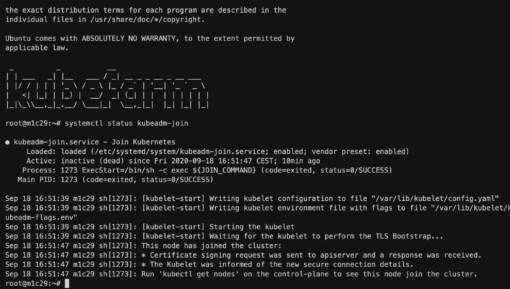 the exact distribution terms for each program are described in the
individual files in /usr/share/doc/*/copyright.
Ubuntu comes with ABSOLUTELY NO WARRANTY, to the extent permitted by
applicable law.
root@m1c29:~# systemctl status kubeadm-join
● kubeadm-join.service - Join Kubernetes
Loaded: loaded (/etc/systemd/system/kubeadm-join.service; enabled; vendor preset: enabled)
Active: inactive (dead) since Fri 2020-09-18 16:51:47 CEST; 10min ago
Process: 1273 ExecStart=/bin/sh -c exec ${JOIN_COMMAND} (code=exited, status=0/SUCCESS)
Main PID: 1273 (code=exited, status=0/SUCCESS)
Sep 18 16:51:39 m1c29 sh[1273]: [kubelet-start] Writing kubelet configuration to file "/var/lib/kubelet/config.yaml"
Sep 18 16:51:39 m1c29 sh[1273]: [kubelet-start] Writing kubelet environment file with flags to file "/var/lib/kubelet/k
ubeadm-flags.env"
Sep 18 16:51:39 m1c29 sh[1273]: [kubelet-start] Starting the kubelet
Sep 18 16:51:39 m1c29 sh[1273]: [kubelet-start] Waiting for the kubelet to perform the TLS Bootstrap...
Sep 18 16:51:47 m1c29 sh[1273]: This node has joined the cluster:
Sep 18 16:51:47 m1c29 sh[1273]: * Certificate signing request was sent to apiserver and a response was received.
Sep 18 16:51:47 m1c29 sh[1273]: * The Kubelet was informed of the new secure connection details.
Sep 18 16:51:47 m1c29 sh[1273]: Run 'kubectl get nodes' on the control-plane to see this node join the cluster.
root@m1c29:~#